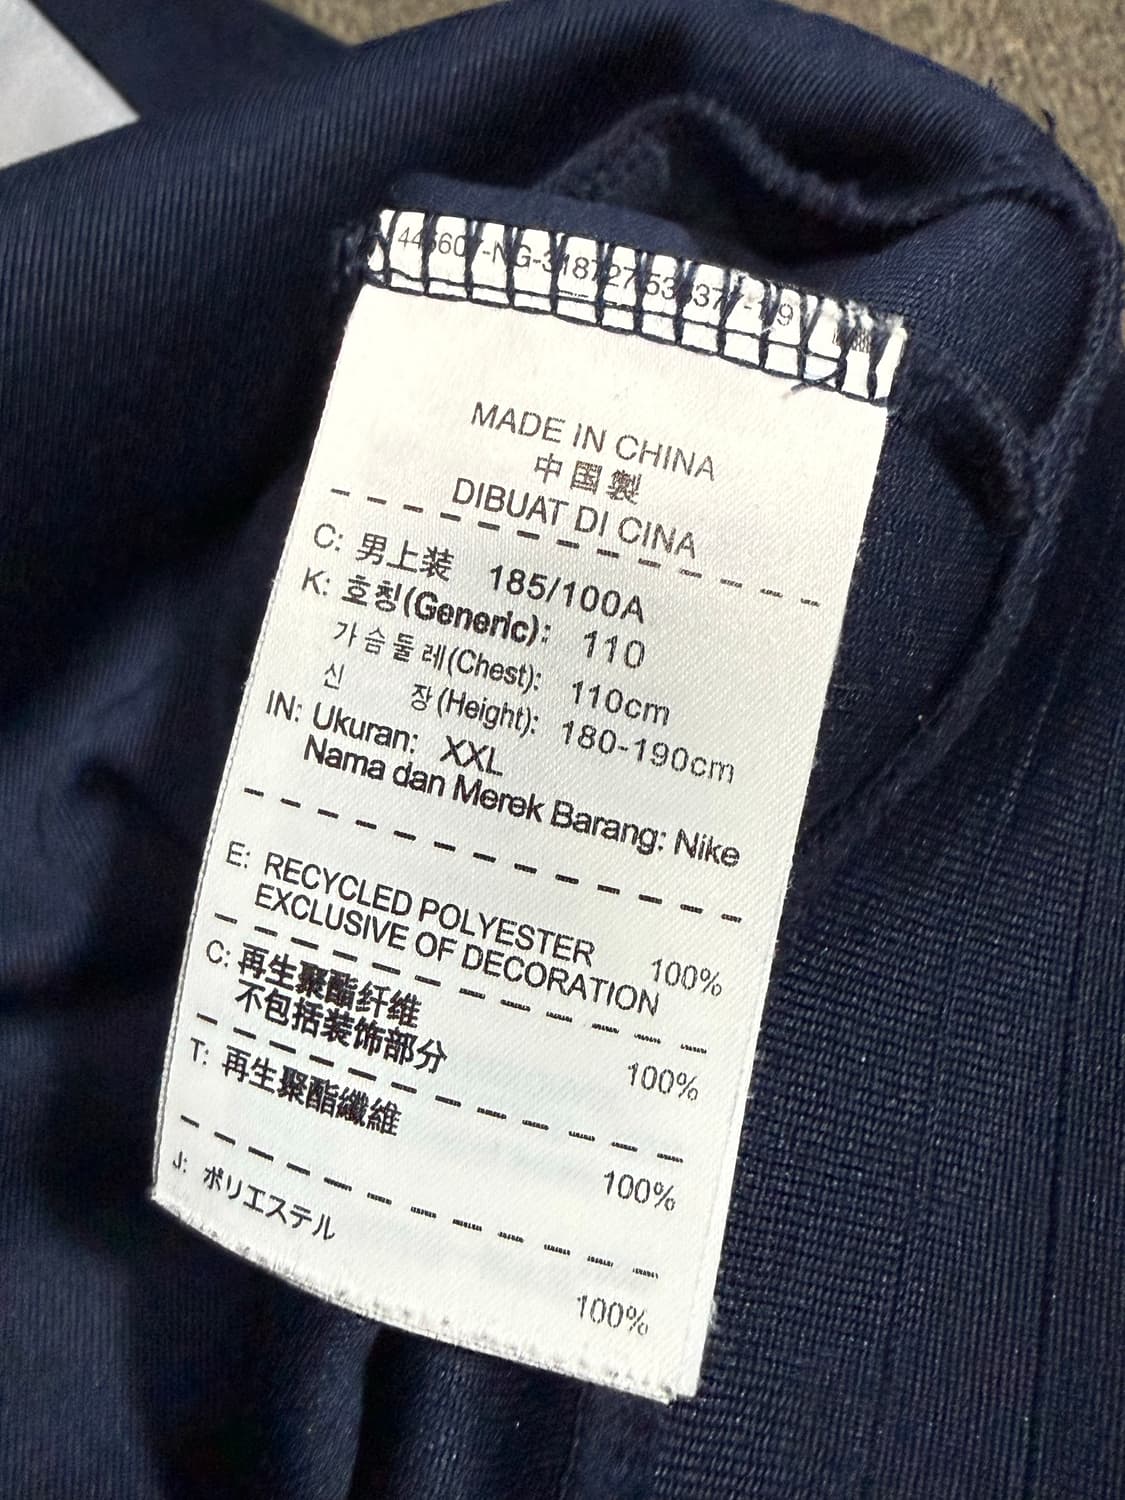 MADE IN CHINA
中国製
DIBUAT DI CINA
C: 男上装 185/100A
K: 호칭(Generic): 110
가슴둘레(Chest): 110cm
신 장(Height): 180-190cm
IN: Ukuran: XXL
Nama dan Merek Barang: Nike
E: RECYCLED POLYESTER 100%
EXCLUSIVE OF DECORATION
C: 再生聚酯纤维 100%
不包括装饰部分
T: 再生聚酯纖維 100%
J: ポリエステル 100%